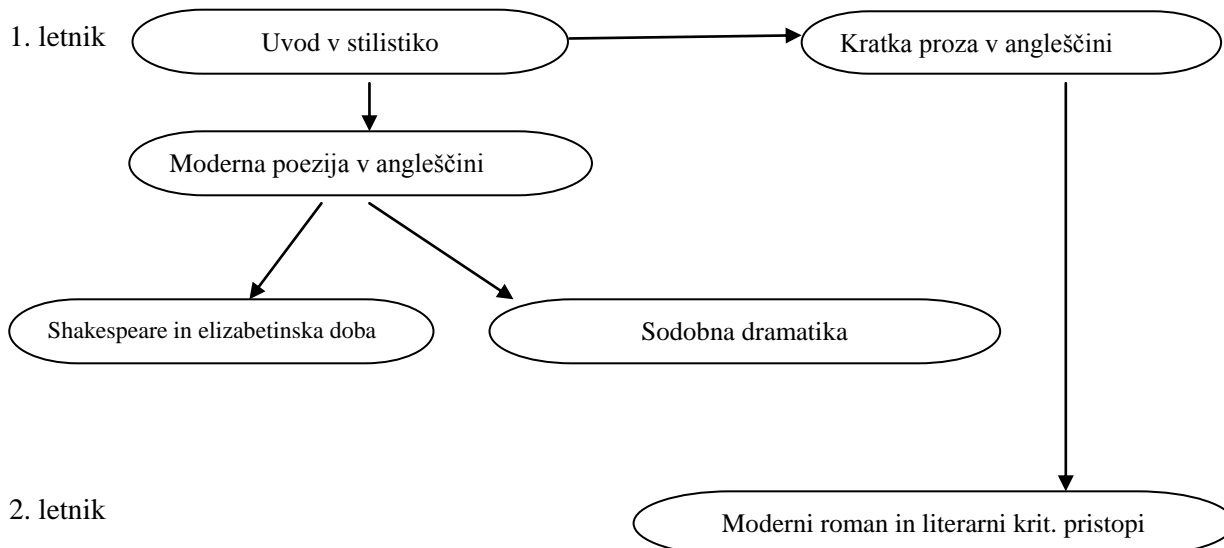 1. letnik
Uvod v stilistiko
Kratka proza v angleščini
Moderna poezija v angleščini
Shakespeare in elizabetinska doba
Sodobna dramatika
2. letnik
Moderni roman in literarni krit. pristopi